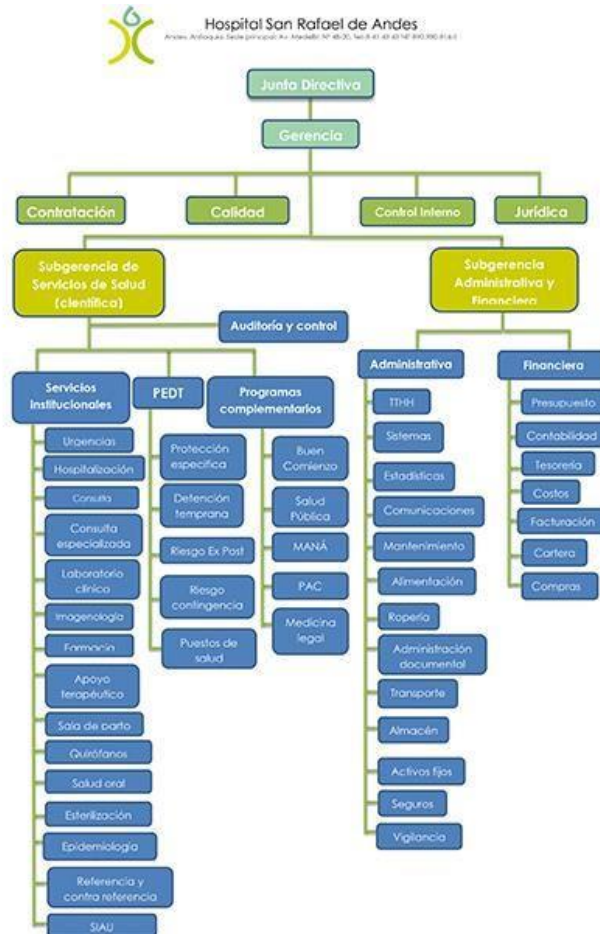 Hospital San Rafael de Andes
Junta Directiva
Gerencia
Contratación
Calidad
Control Interno
Jurídica
Subgerencia de
Servicios de Salud
(científica)
Subgerencia
Administrativa y
Financiera
Auditoría y control
Servicios
institucionales
PEDT
Programas
complementarios
Administrativa
Financiera
Urgencias
Hospitalización
Consulta
Consulta
especializada
Laboratorio
clínico
Imagenología
Farmacia
Apoyo
terapéutico
Sala de parto
Quirófanos
Salud oral
Esterilización
Epidemiología
Referencia y
contra referencia
SIAU
Protección
especifica
Detención
temprana
Riesgo Ex Post
Riesgo
contingencia
Puestos de
salud
Buen
Comienzo
Salud
Pública
MANÁ
PAC
Medicina
legal
TTHH
Sistemas
Estadísticas
Comunicaciones
Mantenimiento
Alimentación
Ropería
Administración
documental
Transporte
Almacén
Activos fijos
Seguros
Vigilancia
Presupuesto
Contabilidad
Tesorería
Costos
Facturación
Cartera
Compras